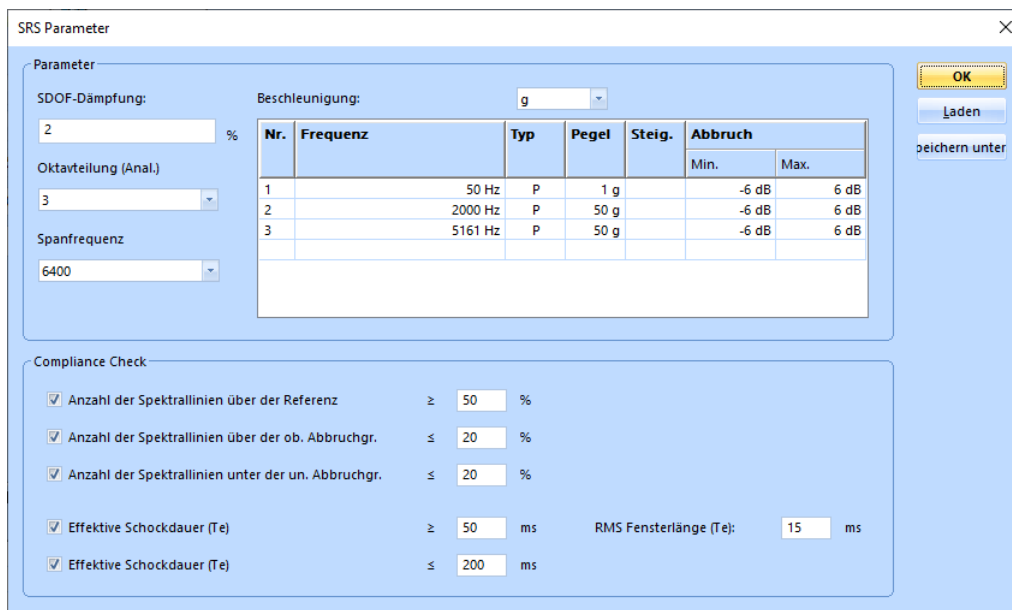 SRS Parameter
Parameter
OK
Laden
peichern unter
SDOF-Dämpfung:
2 %
Oktavteilung (Anal.)
3
Spanfrequenz
6400
Beschleunigung: g
Nr. Frequenz Typ Pegel Steig. Abbruch
Min. Max.
1 50 Hz P 1 g -6 dB 6 dB
2 2000 Hz P 50 g -6 dB 6 dB
3 5161 Hz P 50 g -6 dB 6 dB
Compliance Check
Anzahl der Spektrallinien über der Referenz ≥ 50 %
Anzahl der Spektrallinien über der ob. Abbruchgr. ≤ 20 %
Anzahl der Spektrallinien unter der un. Abbruchgr. ≤ 20 %
Effektive Schockdauer (Te) ≥ 50 ms RMS Fensterlänge (Te): 15 ms
Effektive Schockdauer (Te) ≤ 200 ms